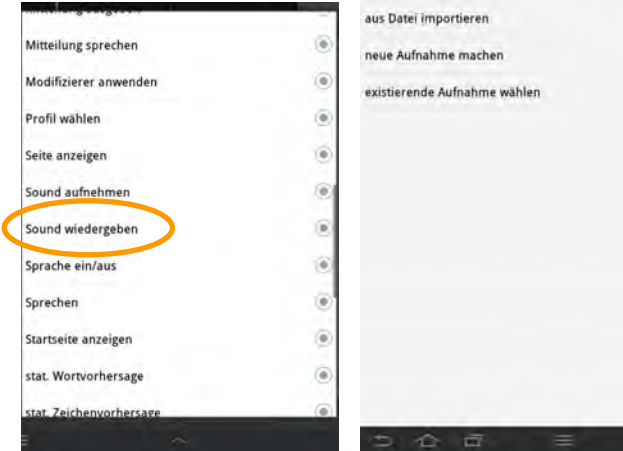 Mitteilung sprechen
Modifizierer anwenden
Profil wählen
Seite anzeigen
Sound aufnehmen
Sound wiedergeben
Sprache ein/aus
Sprechen
Startseite anzeigen
stat. Wortvorhersage
stat. Zeichenvorhersage
aus Datei importieren
neue Aufnahme machen
existierende Aufnahme wählen